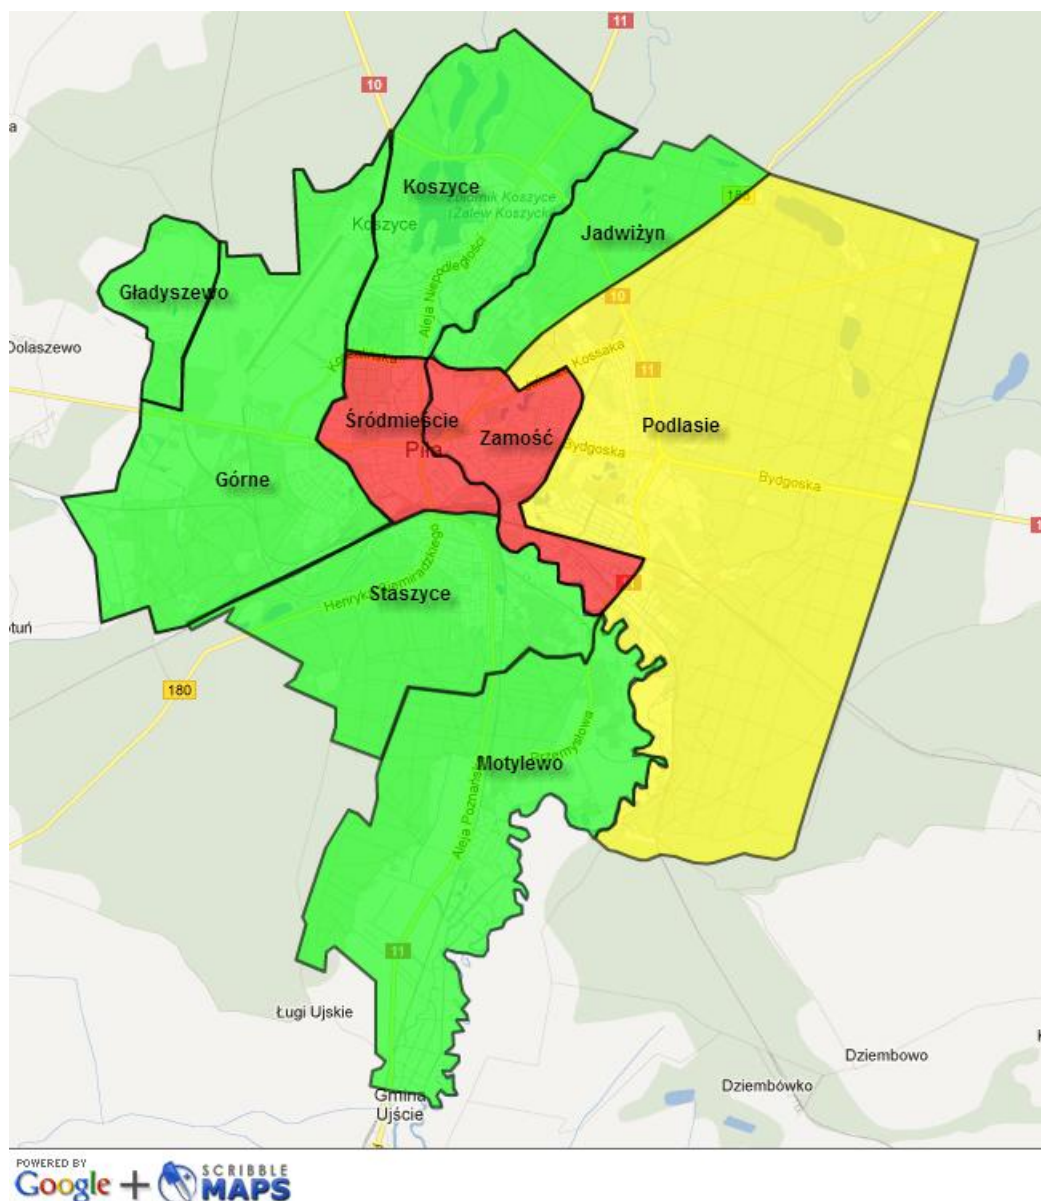 11
10
Koszyce
Zbiornik Koszyce
(Zalew Koszycki)
188
Koszyce
Jadwiżyn
Aleja Niepodległości
Gładyszewo
10
Dolaszewo
Kossaka
11
Śródmieście
Zamość
Podlasie
Piła
Bydgoska
Górne
Bydgoska
Henryka Siemiradzkiego
Staszyce
180
Przemysłowa
Motylewo
Aleja Poznańska
11
Ługi Ujskie
Dziembowo
Dziembówko
Gmina
Ujście
POWERED BY
Google + SCRIBBLE
MAPS